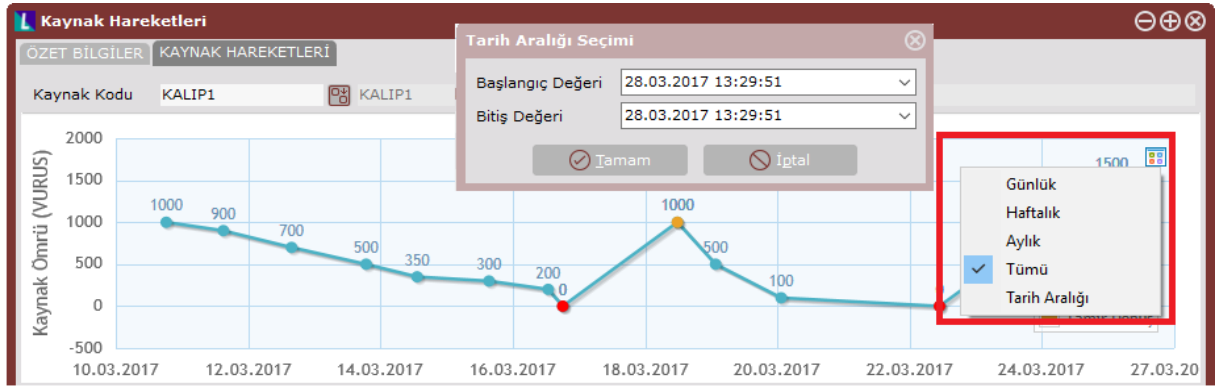 Kaynak Hareketleri
ÖZET BİLGİLER KAYNAK HAREKETLERİ
Kaynak Kodu KALIP1 KALIP1
Tarih Aralığı Seçimi
Başlangıç Değeri 28.03.2017 13:29:51
Bitiş Değeri 28.03.2017 13:29:51
Tamam İptal
Kaynak Ömrü (VURUS)
2000
1500
1000
500
0
-500
1000
900
700
500
350
300
200
0
1000
500
100
1500
Günlük
Haftalık
Aylık
Tümü
Tarih Aralığı
10.03.2017 12.03.2017 14.03.2017 16.03.2017 18.03.2017 20.03.2017 22.03.2017 24.03.2017 27.03.20